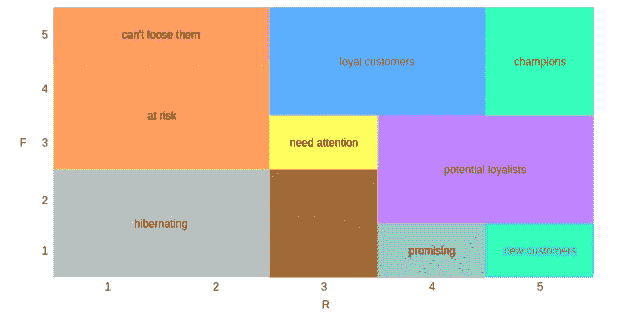 5
can't loose them
loyal customers
champions
4
at risk
F
3
need attention
potential loyalists
2
hibernating
1
promising
new customers
1
2
3
4
5
R